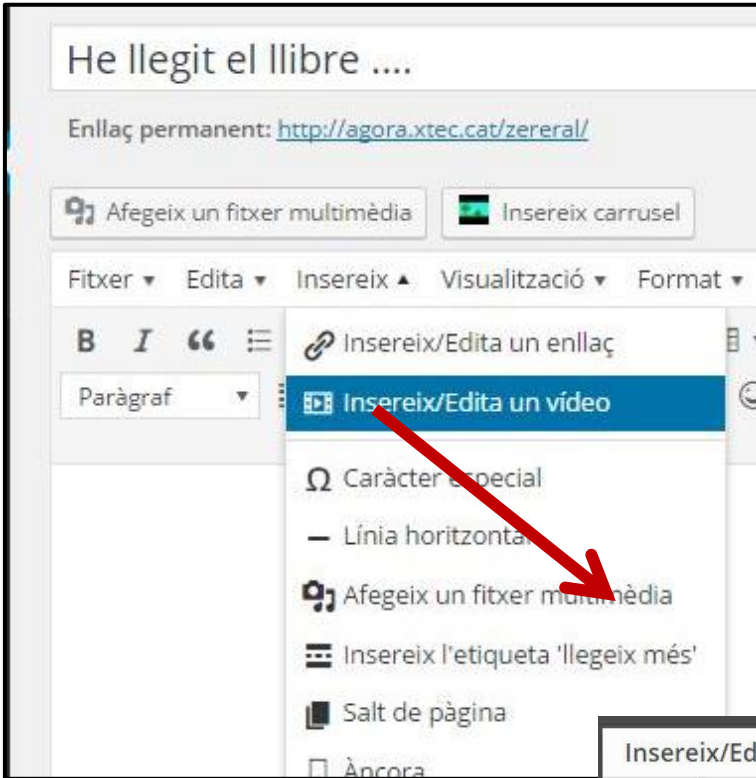 He llegit el llibre ....
Enllaç permanent: http://agora.xtec.cat/zereral/
Afegeix un fitxer multimèdia Insereix carrusel
Fitxer Edita Insereix Visualització Format
B I
Insereix/Edita un enllaç
Paràgraf
Insereix/Edita un vídeo
Ω Caràcter especial
Línia horitzontal
Afegeix un fitxer multimèdia
Insereix l'etiqueta 'llegeix més'
Salt de pàgina
Àncora
Insereix/Ed